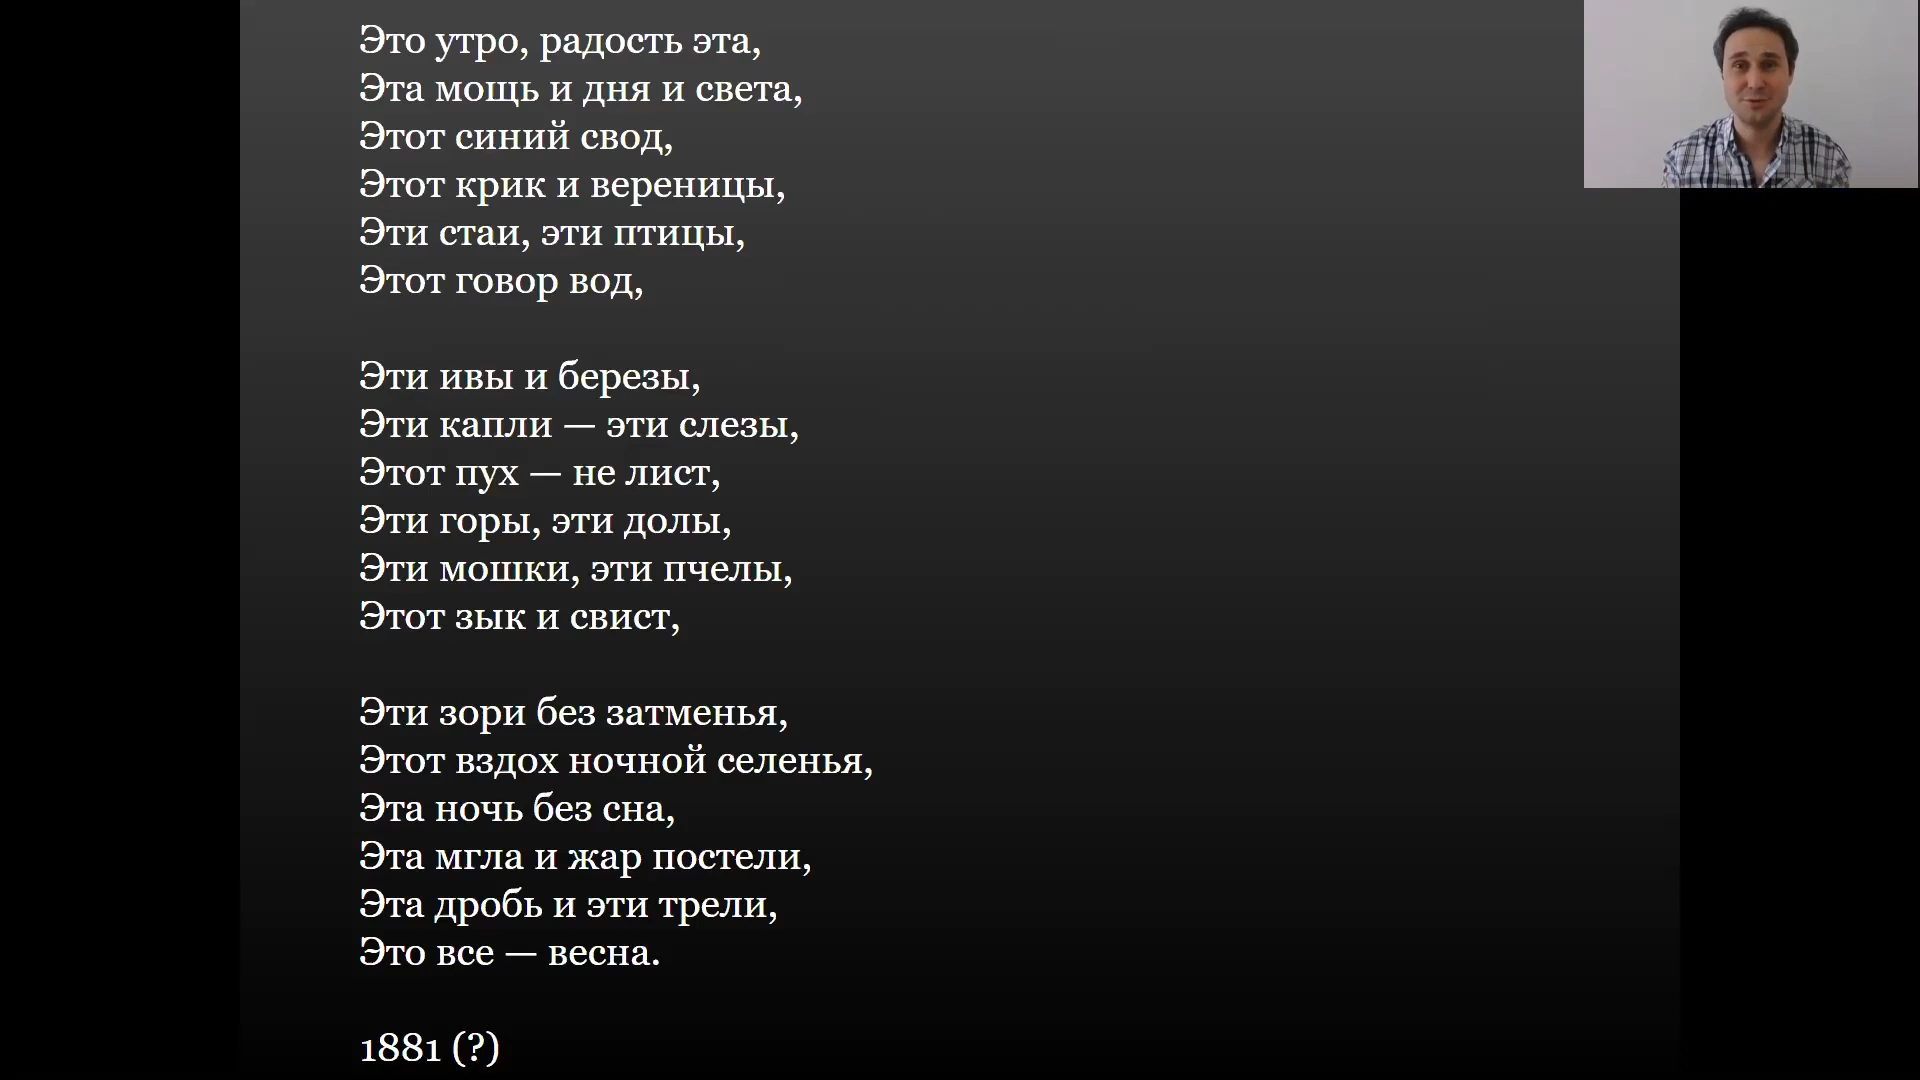 Это утро, радость эта,
Эта мощь и дня и света,
Этот синий свод,
Этот крик и вереницы,
Эти стаи, эти птицы,
Этот говор вод,
Эти ивы и березы,
Эти капли — эти слезы,
Этот пух — не лист,
Эти горы, эти долы,
Эти мошки, эти пчелы,
Этот зык и свист,
Эти зори без затменья,
Этот вздох ночной селенья,
Эта ночь без сна,
Эта мгла и жар постели,
Эта дробь и эти трели,
Это все — весна.
1881 (?)